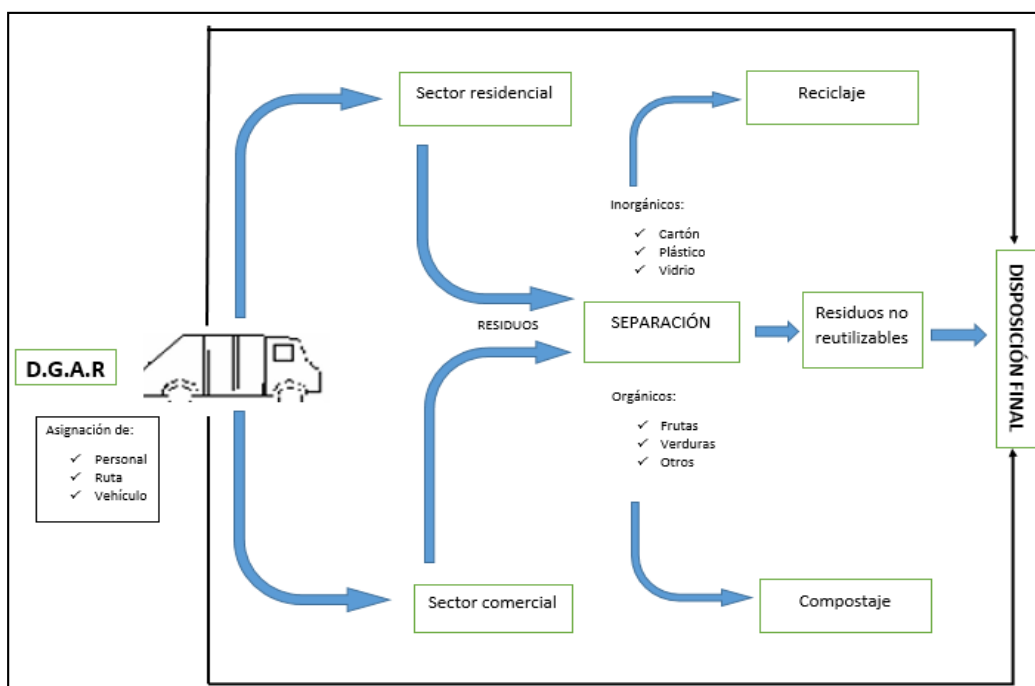 D.G.A.R
Asignación de:
✓ Personal
✓ Ruta
✓ Vehículo
Sector residencial
Sector comercial
RESIDUOS
Inorgánicos:
✓ Cartón
✓ Plástico
✓ Vidrio
SEPARACIÓN
Orgánicos:
✓ Frutas
✓ Verduras
✓ Otros
Reciclaje
Residuos no
reutilizables
Compostaje
DISPOSICIÓN FINAL